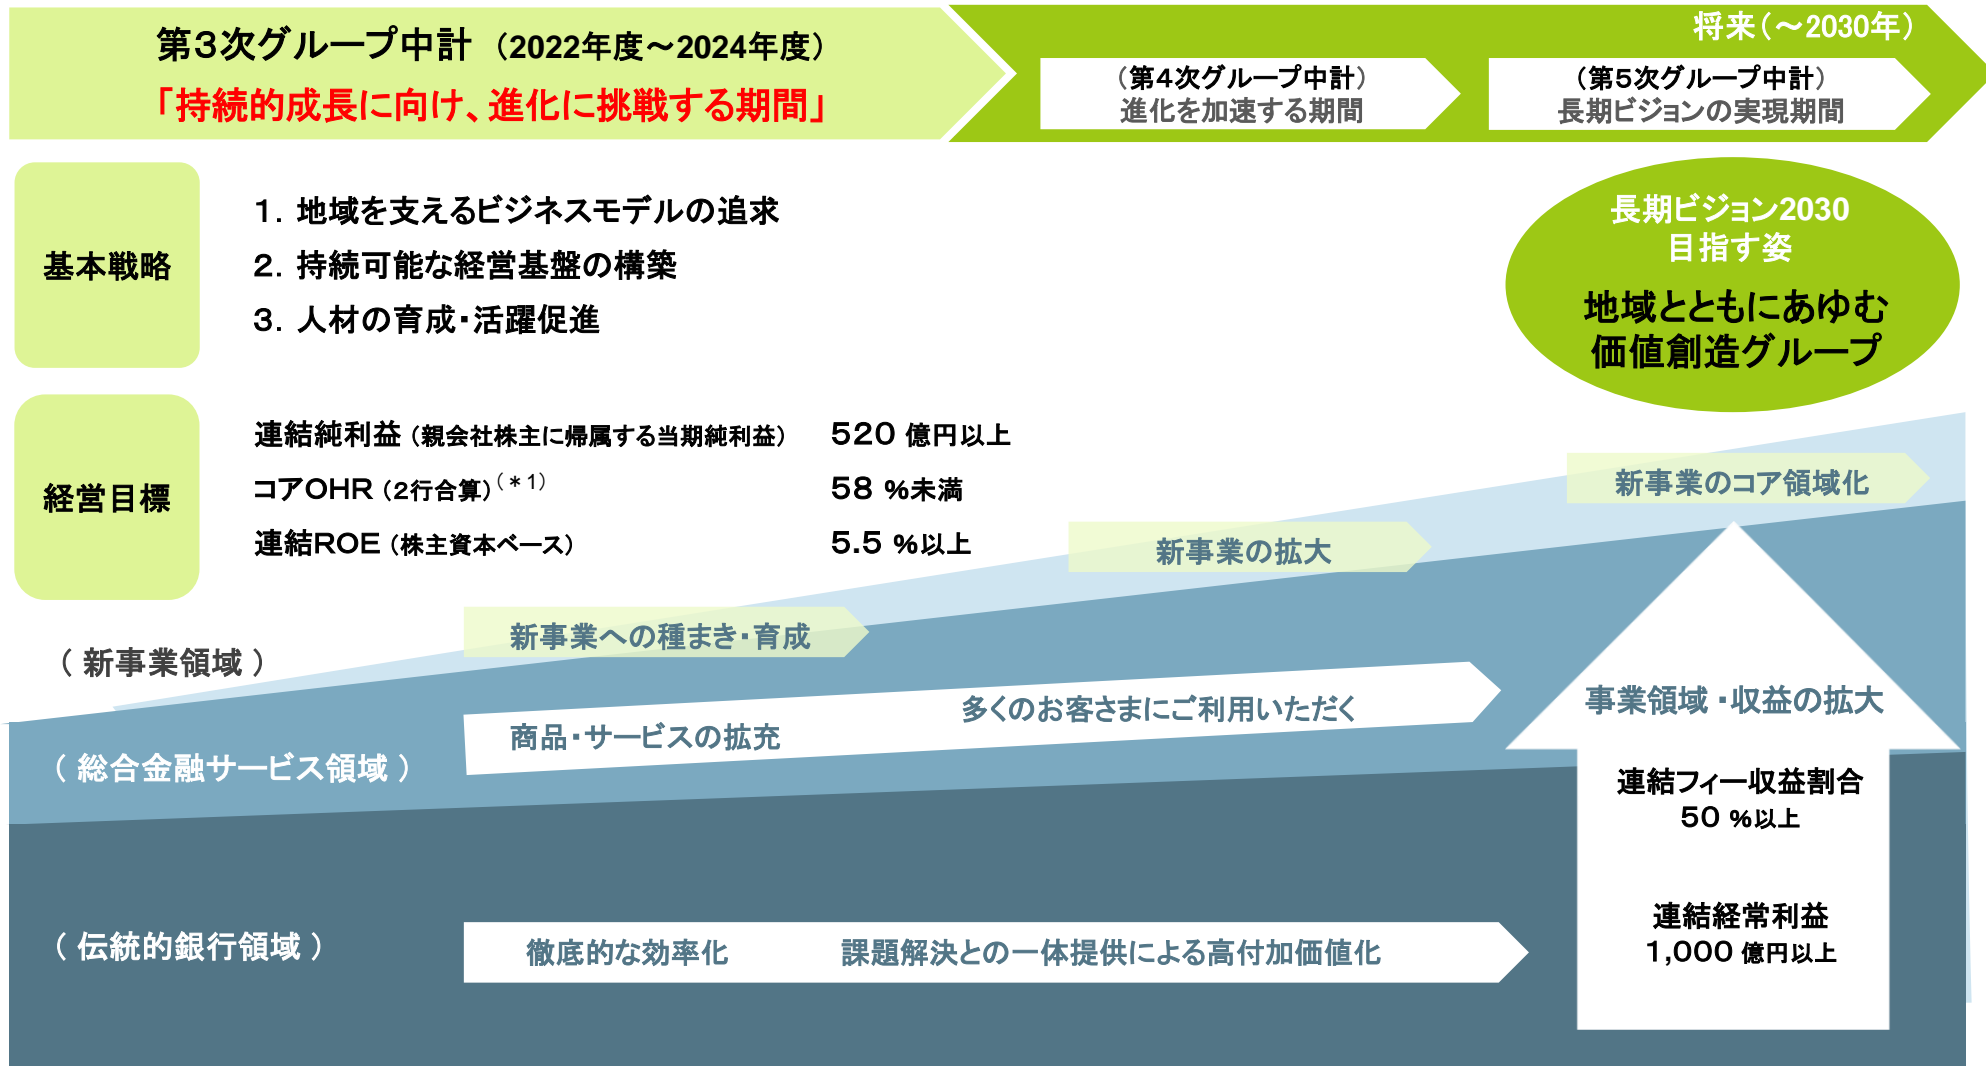 第3次グループ中計 （2022年度～2024年度）
「持続的成長に向け、進化に挑戦する期間」
将来（～2030年）
（第4次グループ中計）
進化を加速する期間
（第5次グループ中計）
長期ビジョンの実現期間
基本戦略
1．地域を支えるビジネスモデルの追求
2．持続可能な経営基盤の構築
3．人材の育成・活躍促進
長期ビジョン2030
目指す姿
地域とともにあゆむ
価値創造グループ
経営目標
連結純利益（親会社株主に帰属する当期純利益） 520 億円以上
コアOHR（2行合算）（＊1） 58 %未満
連結ROE（株主資本ベース） 5.5 %以上
新事業のコア領域化
新事業の拡大
新事業への種まき・育成
（ 新事業領域 ）
事業領域・収益の拡大
多くのお客さまにご利用いただく
商品・サービスの拡充
（ 総合金融サービス領域 ）
連結フィー収益割合
50 %以上
連結経常利益
1,000 億円以上
（ 伝統的銀行領域 ）
徹底的な効率化 課題解決との一体提供による高付加価値化